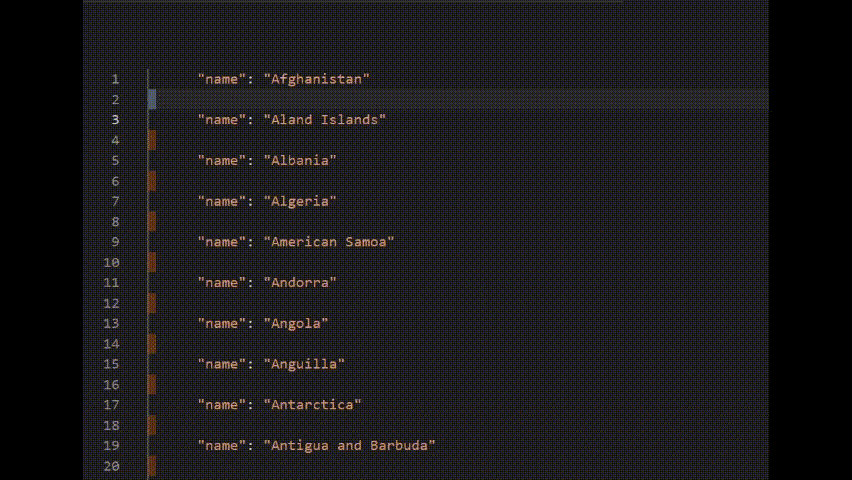 1 "name": "Afghanistan"
2
3 "name": "Aland Islands"
4
5 "name": "Albania"
6
7 "name": "Algeria"
8
9 "name": "American Samoa"
10
11 "name": "Andorra"
12
13 "name": "Angola"
14
15 "name": "Anguilla"
16
17 "name": "Antarctica"
18
19 "name": "Antigua and Barbuda"
20